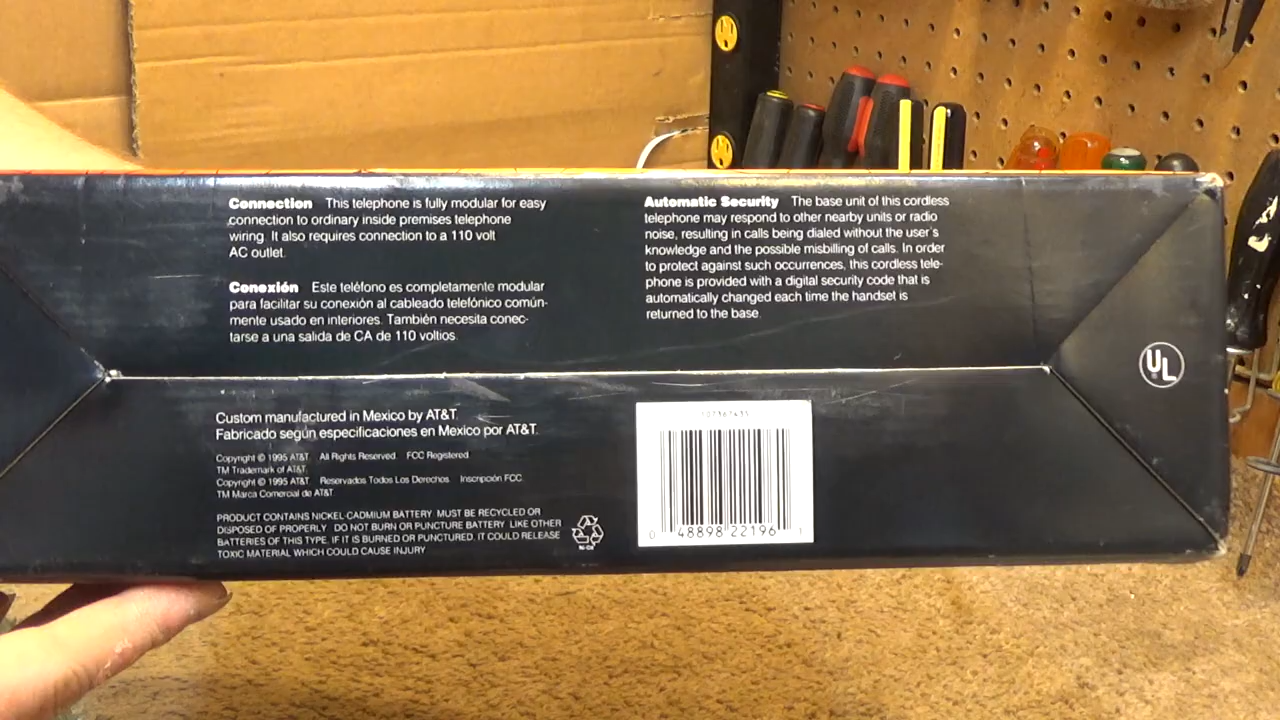 Connection This telephone is fully modular for easy
connection to ordinary inside premises telephone
wiring. It also requires connection to a 110 volt
AC outlet.
Conexión Este teléfono es completamente modular
para facilitar su conexión al cableado telefónico común-
mente usado en interiores. También necesita conec-
tarse a una salida de CA de 110 voltios.
Automatic Security The base unit of this cordless
telephone may respond to other nearby units or radio
noise, resulting in calls being dialed without the user's
knowledge and the possible misbilling of calls. In order
to protect against such occurrences, this cordless tele-
phone is provided with a digital security code that is
automatically changed each time the handset is
returned to the base.
UL
Custom manufactured in Mexico by AT&T.
Fabricado según especificaciones en Mexico por AT&T.
Copyright © 1995 AT&T. All Rights Reserved. FCC Registered.
TM Trademark of AT&T.
Copyright © 1995 AT&T. Reservados Todos Los Derechos. Inscripción FCC.
TM Marca Comercial de AT&T.
PRODUCT CONTAINS NICKEL-CADMIUM BATTERY. MUST BE RECYCLED OR
DISPOSED OF PROPERLY. DO NOT BURN OR PUNCTURE BATTERY. LIKE OTHER
BATTERIES OF THIS TYPE, IF IT IS BURNED OR PUNCTURED, IT COULD RELEASE
TOXIC MATERIAL WHICH COULD CAUSE INJURY.
Ni-Cd
0 48898 22196 1